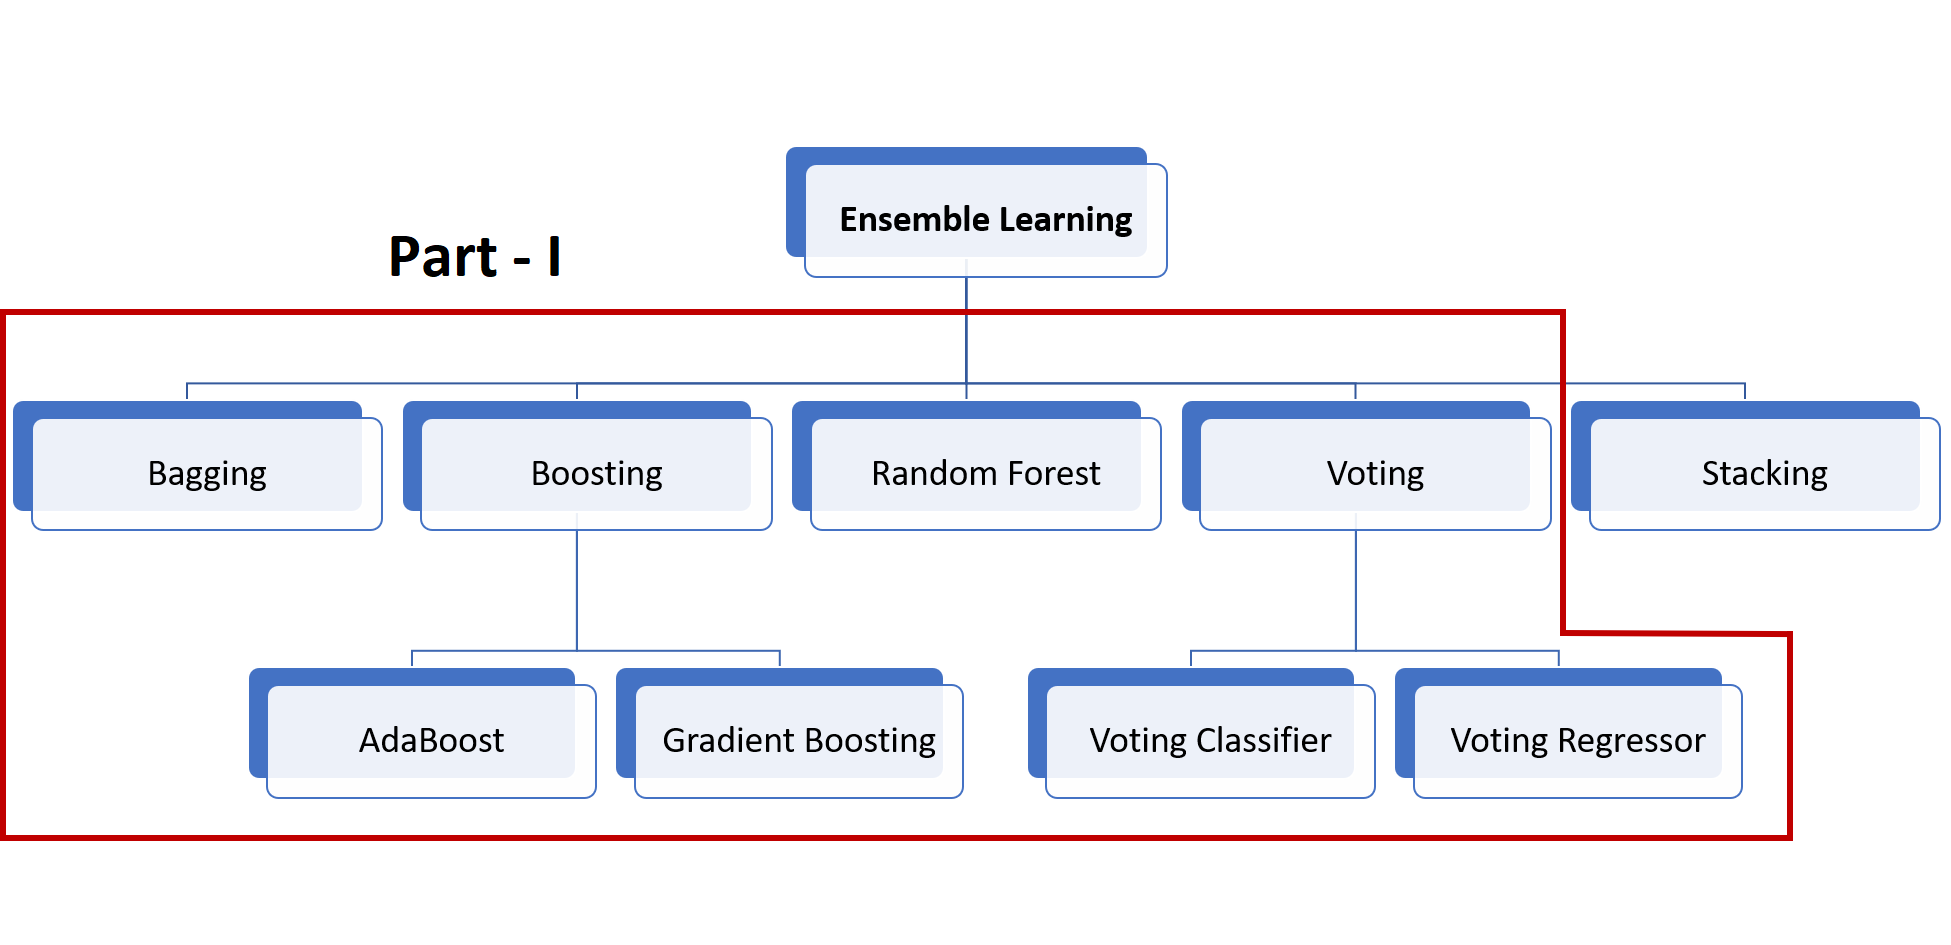 Ensemble Learning
Part - I
Bagging
Boosting
Random Forest
Voting
Stacking
AdaBoost
Gradient Boosting
Voting Classifier
Voting Regressor